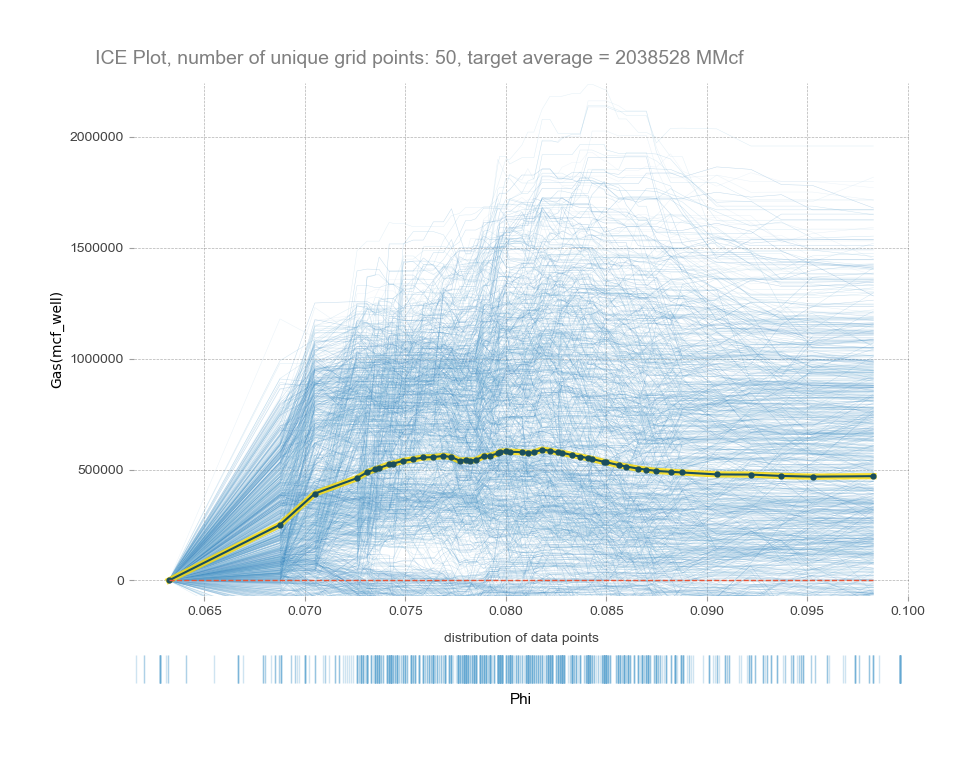 ICE Plot, number of unique grid points: 50, target average = 2038528 MMcf
2000000
1500000
Gas(mcf_well)
1000000
500000
0
0.065 0.070 0.075 0.080 0.085 0.090 0.095 0.100
distribution of data points
Phi